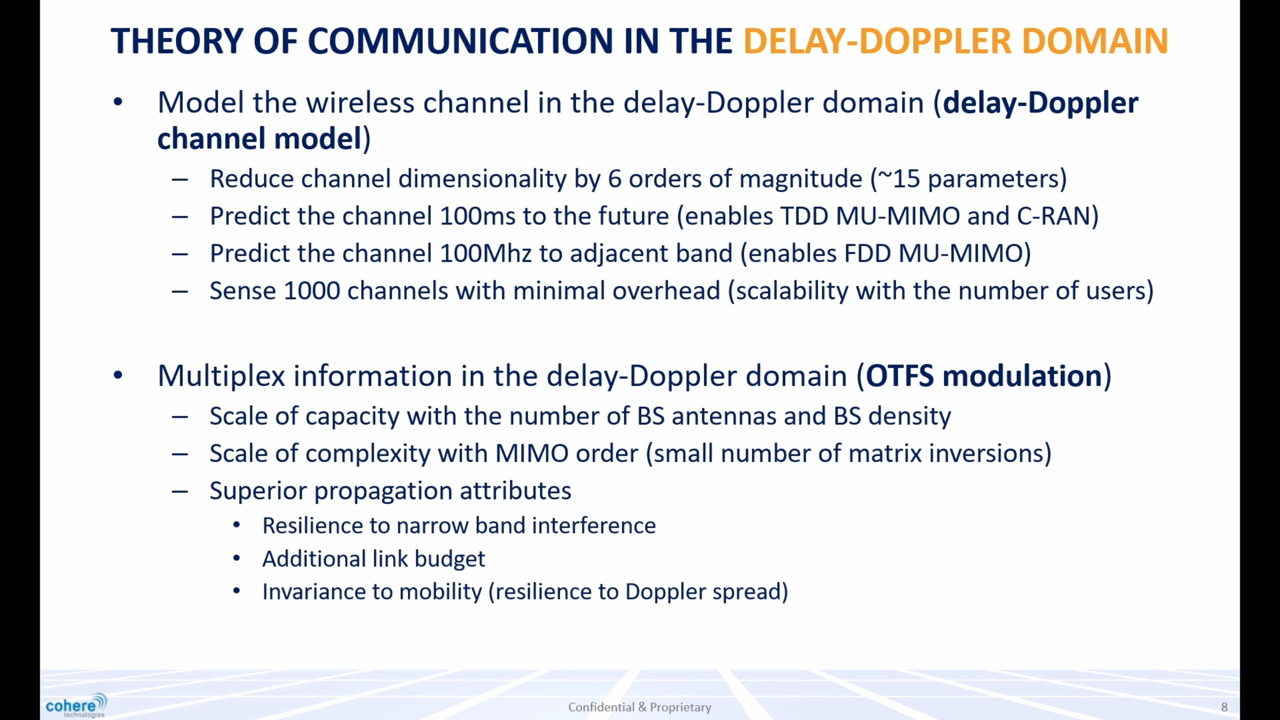 THEORY OF COMMUNICATION IN THE DELAY-DOPPLER DOMAIN
• Model the wireless channel in the delay-Doppler domain (delay-Doppler
channel model)
– Reduce channel dimensionality by 6 orders of magnitude (~15 parameters)
– Predict the channel 100ms to the future (enables TDD MU-MIMO and C-RAN)
– Predict the channel 100Mhz to adjacent band (enables FDD MU-MIMO)
– Sense 1000 channels with minimal overhead (scalability with the number of users)
• Multiplex information in the delay-Doppler domain (OTFS modulation)
– Scale of capacity with the number of BS antennas and BS density
– Scale of complexity with MIMO order (small number of matrix inversions)
– Superior propagation attributes
• Resilience to narrow band interference
• Additional link budget
• Invariance to mobility (resilience to Doppler spread)
cohere
technologies
Confidential & Proprietary
8